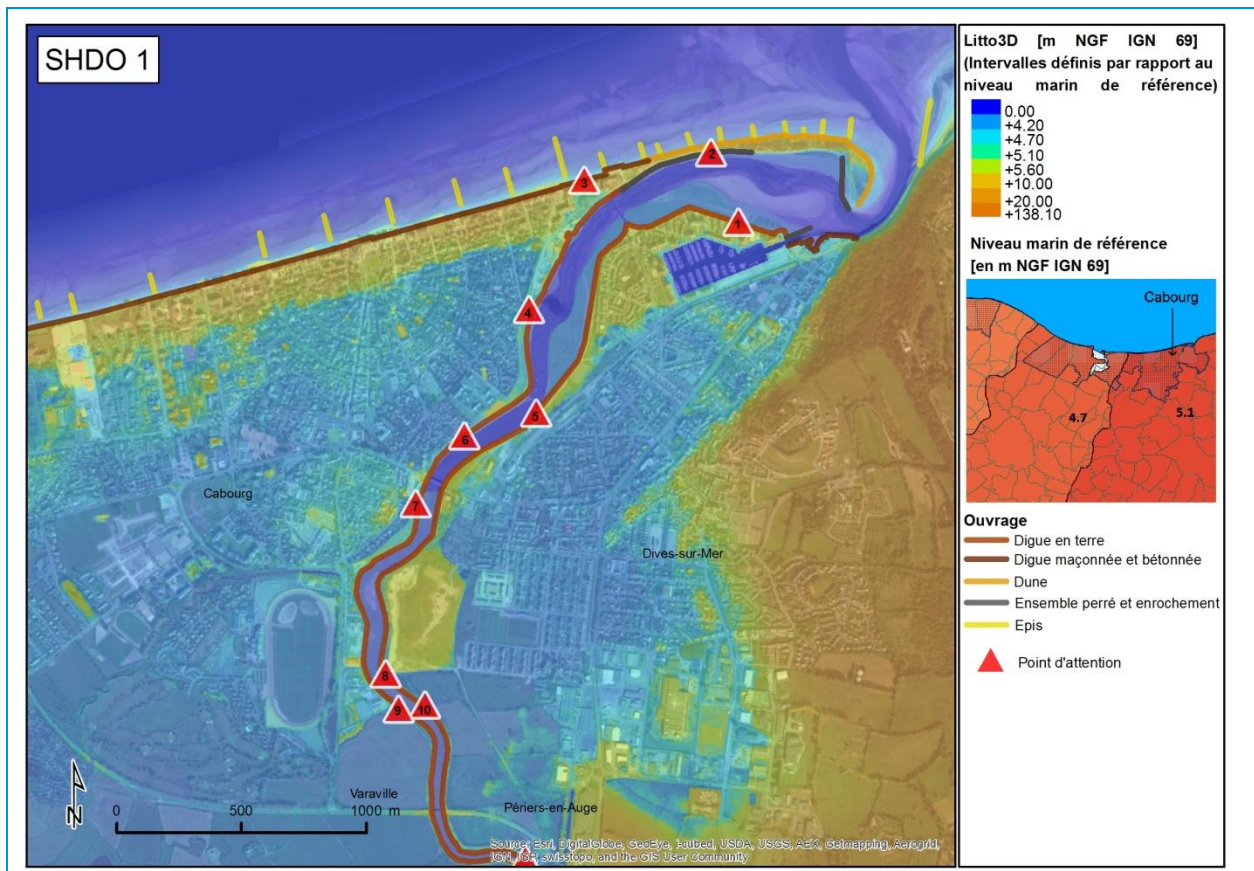 SHDO 1
2
3
1
4
5
6
7
Cabourg
Dives-sur-Mer
8
9
10
Varaville
Périers-en-Auge
N
0 500 1000 m
Source: Esri, DigitalGlobe, GeoEye, i-cubed, USDA, USGS, AEX, Getmapping, Aerogrid,
IGN, IGP, swisstopo, and the GIS User Community
Litto3D [m NGF IGN 69]
(Intervalles définis par rapport au
niveau marin de référence)
0.00
+4.20
+4.70
+5.10
+5.60
+10.00
+20.00
+138.10
Niveau marin de référence
[en m NGF IGN 69]
Cabourg
4.7
5.1
Ouvrage
Digue en terre
Digue maçonnée et bétonnée
Dune
Ensemble perré et enrochement
Epis
Point d'attention